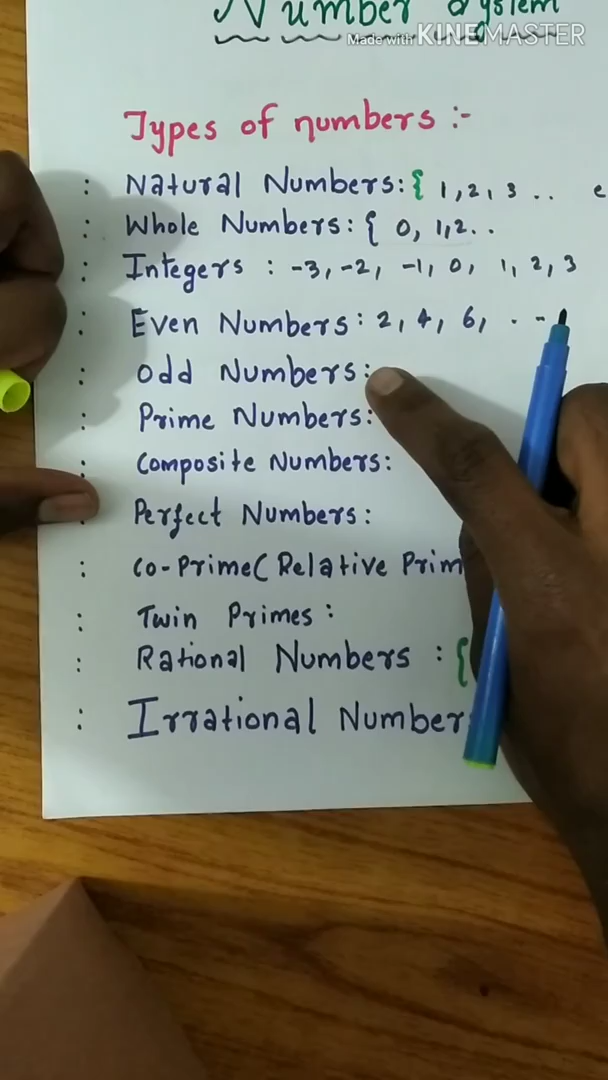 Number System
Made with KINEMASTER
Types of numbers :-
: Natural Numbers: { 1, 2, 3 .. e
: Whole Numbers: { 0, 1, 2..
: Integers : -3, -2, -1, 0, 1, 2, 3
: Even Numbers: 2, 4, 6, . - .
: Odd Numbers:
: Prime Numbers:
: Composite Numbers:
Perfect Numbers:
: Co-Prime( Relative Prim
: Twin Primes :
: Rational Numbers : {
: Irrational Number